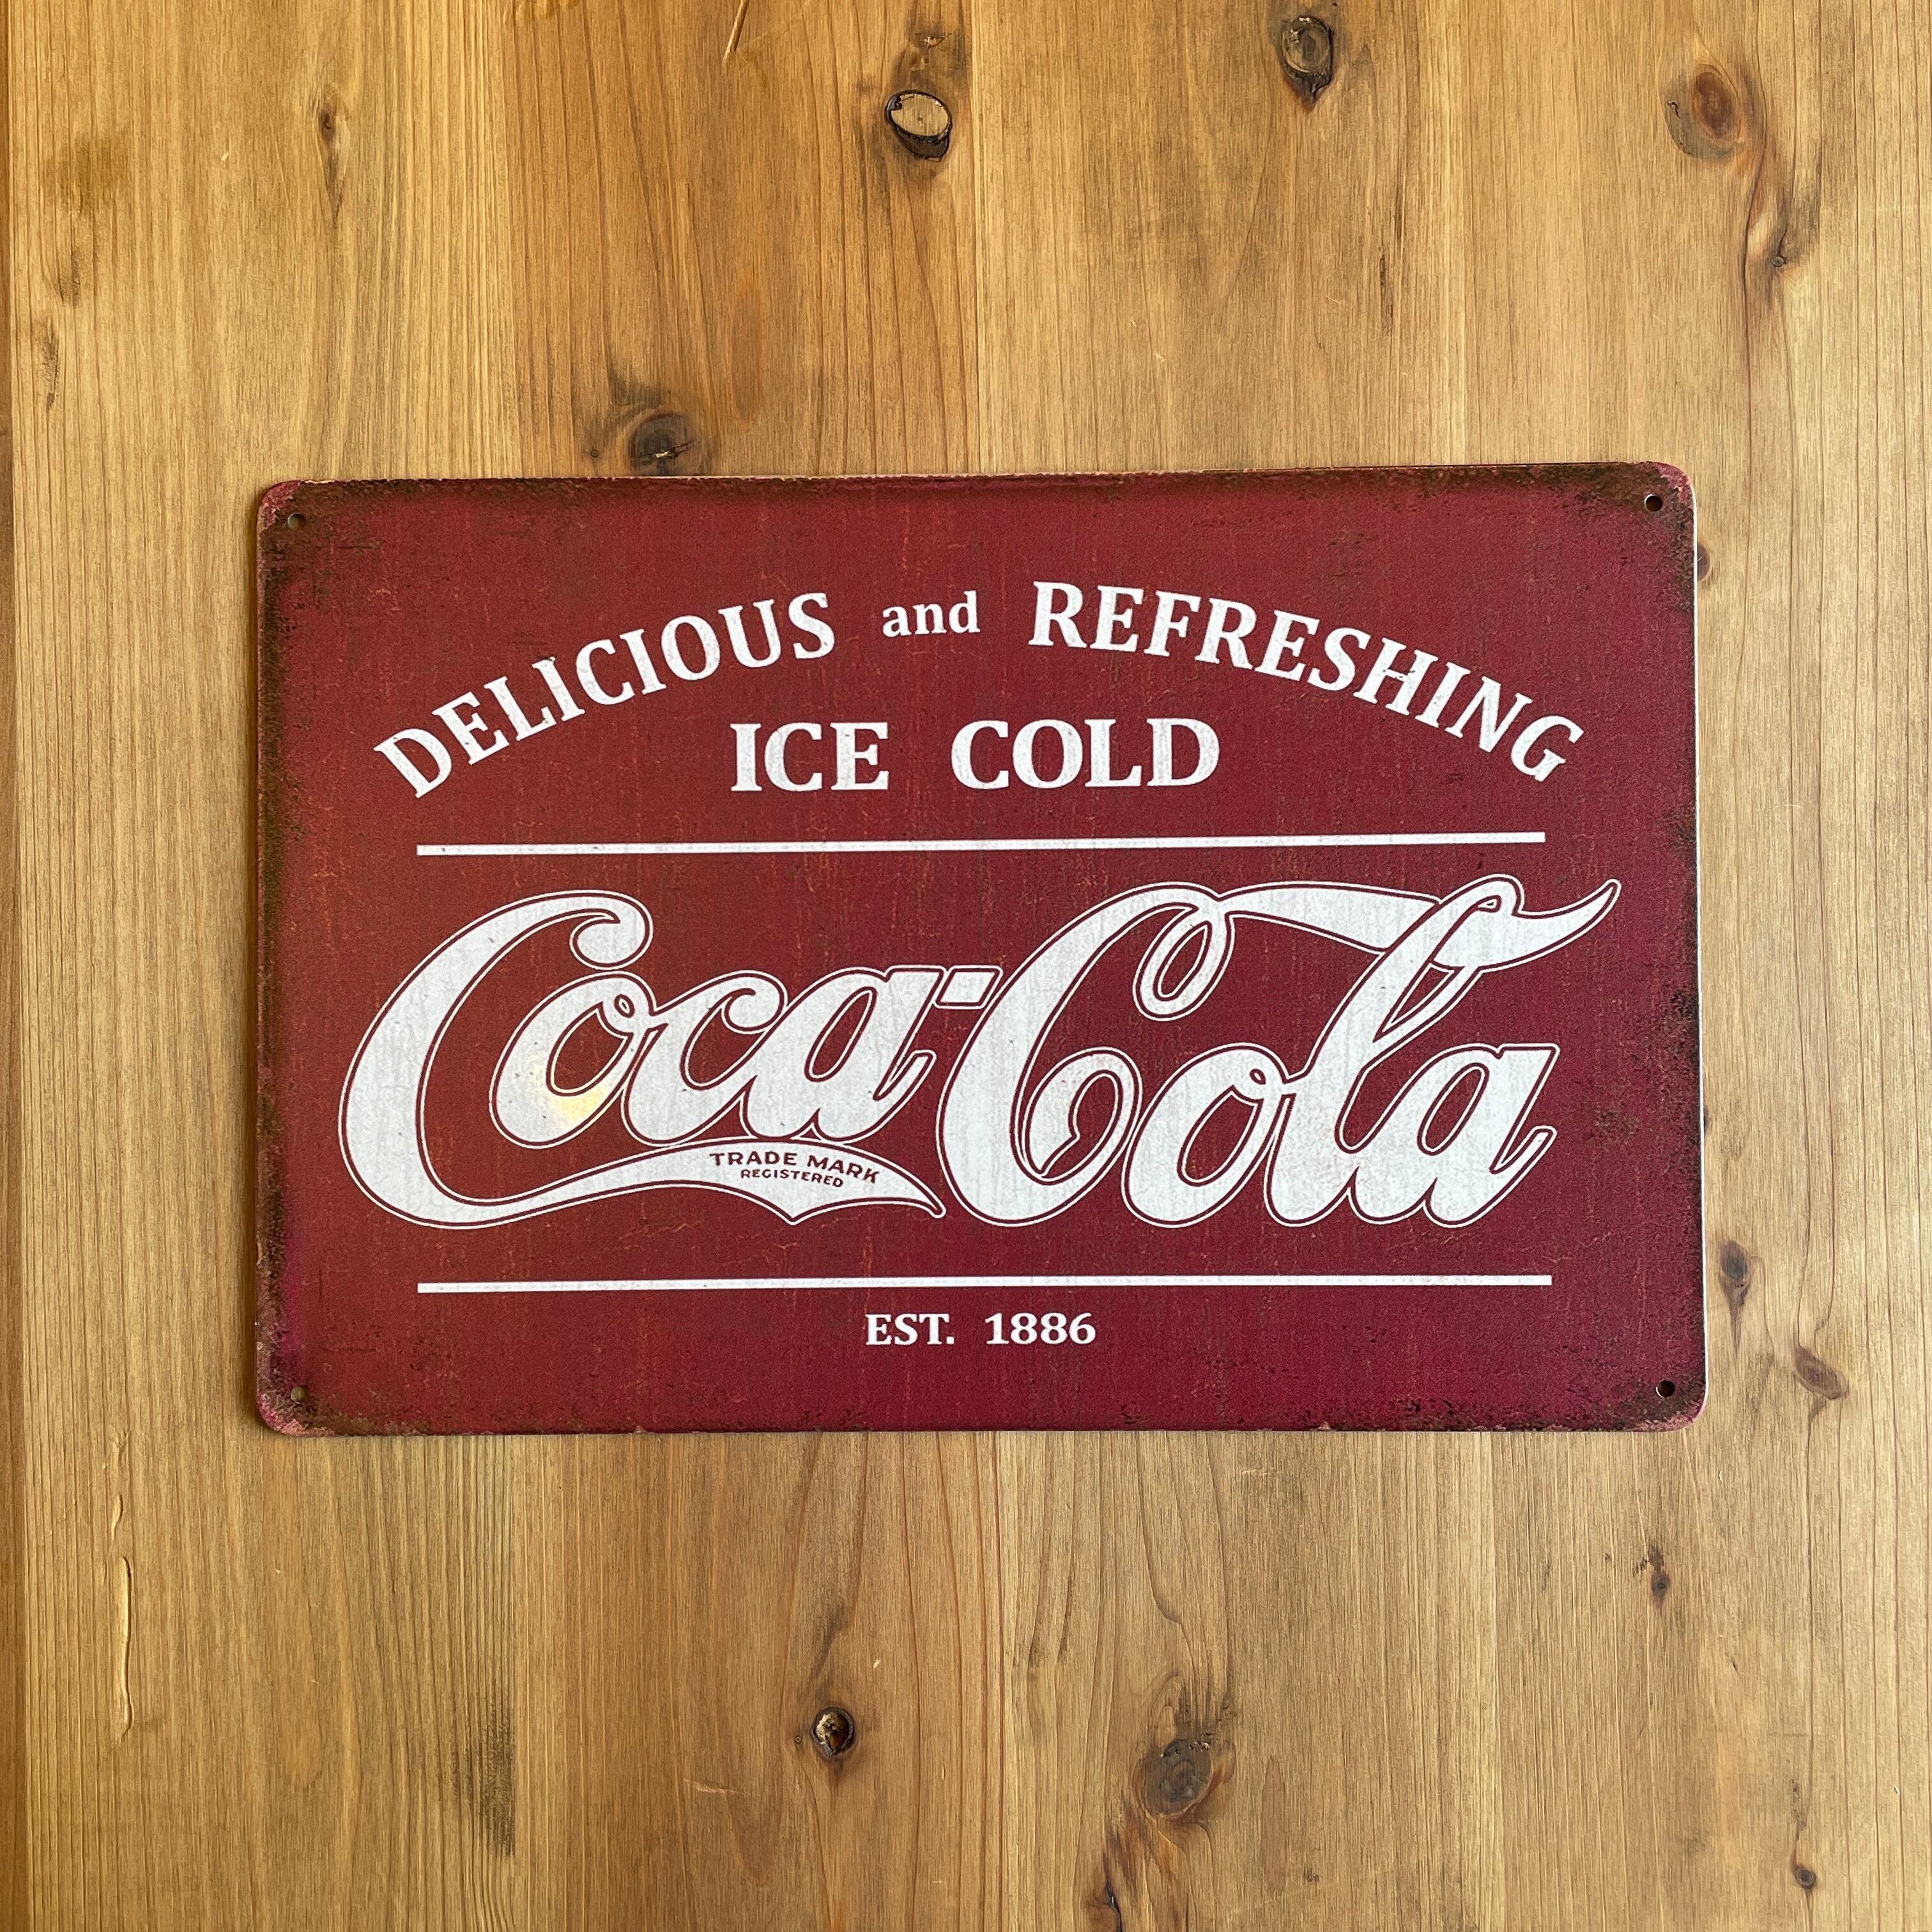 DELICIOUS and REFRESHING
ICE COLD
Coca-Cola
TRADE MARK
REGISTERED
EST. 1886